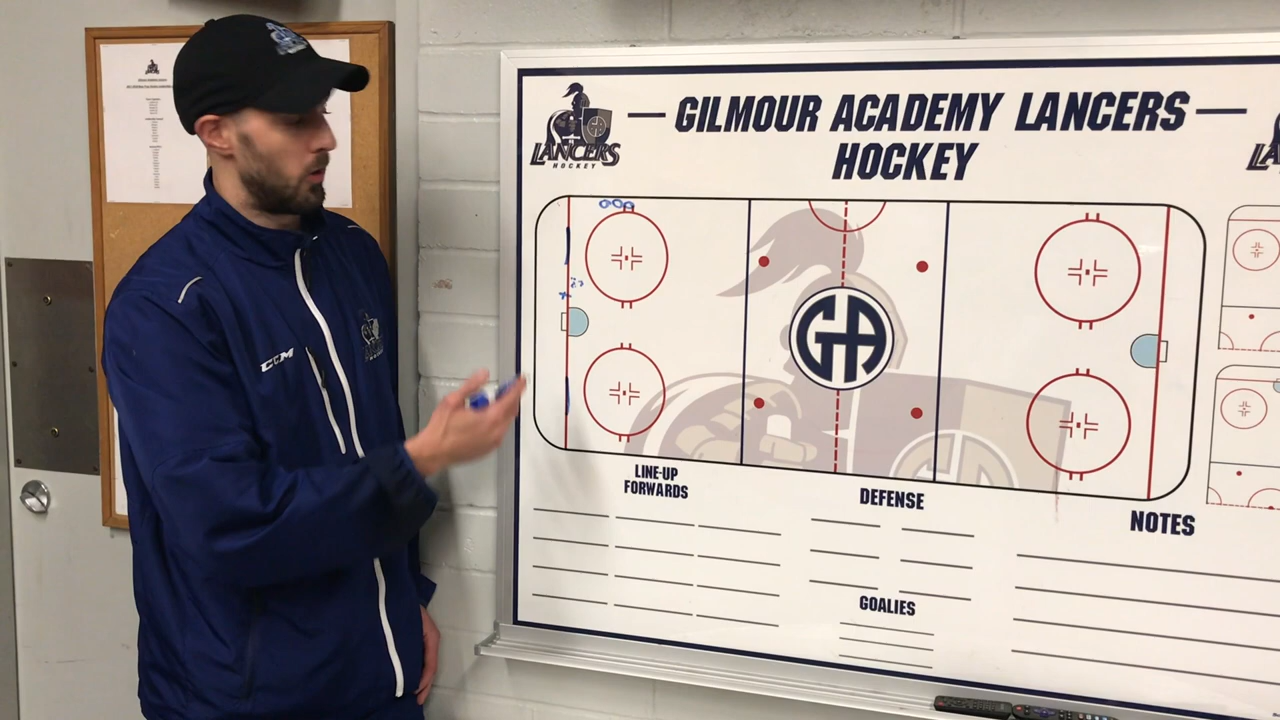 GILMOUR ACADEMY LANCERS
HOCKEY
LANCERS
HOCKEY
CCM
GA
LINE-UP
FORWARDS
DEFENSE
GOALIES
NOTES